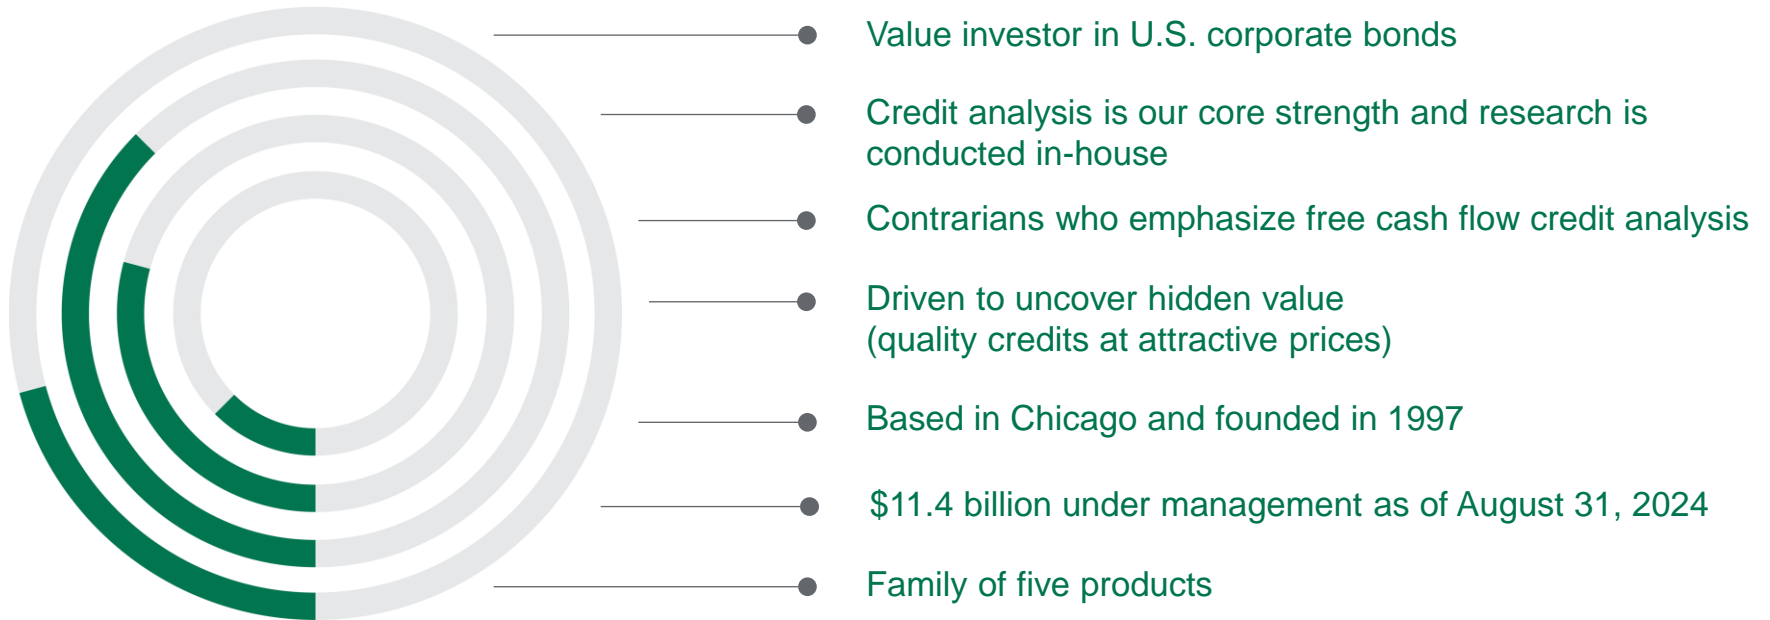 Value investor in U.S. corporate bonds
Credit analysis is our core strength and research is
conducted in-house
Contrarians who emphasize free cash flow credit analysis
Driven to uncover hidden value
(quality credits at attractive prices)
Based in Chicago and founded in 1997
$11.4 billion under management as of August 31, 2024
Family of five products